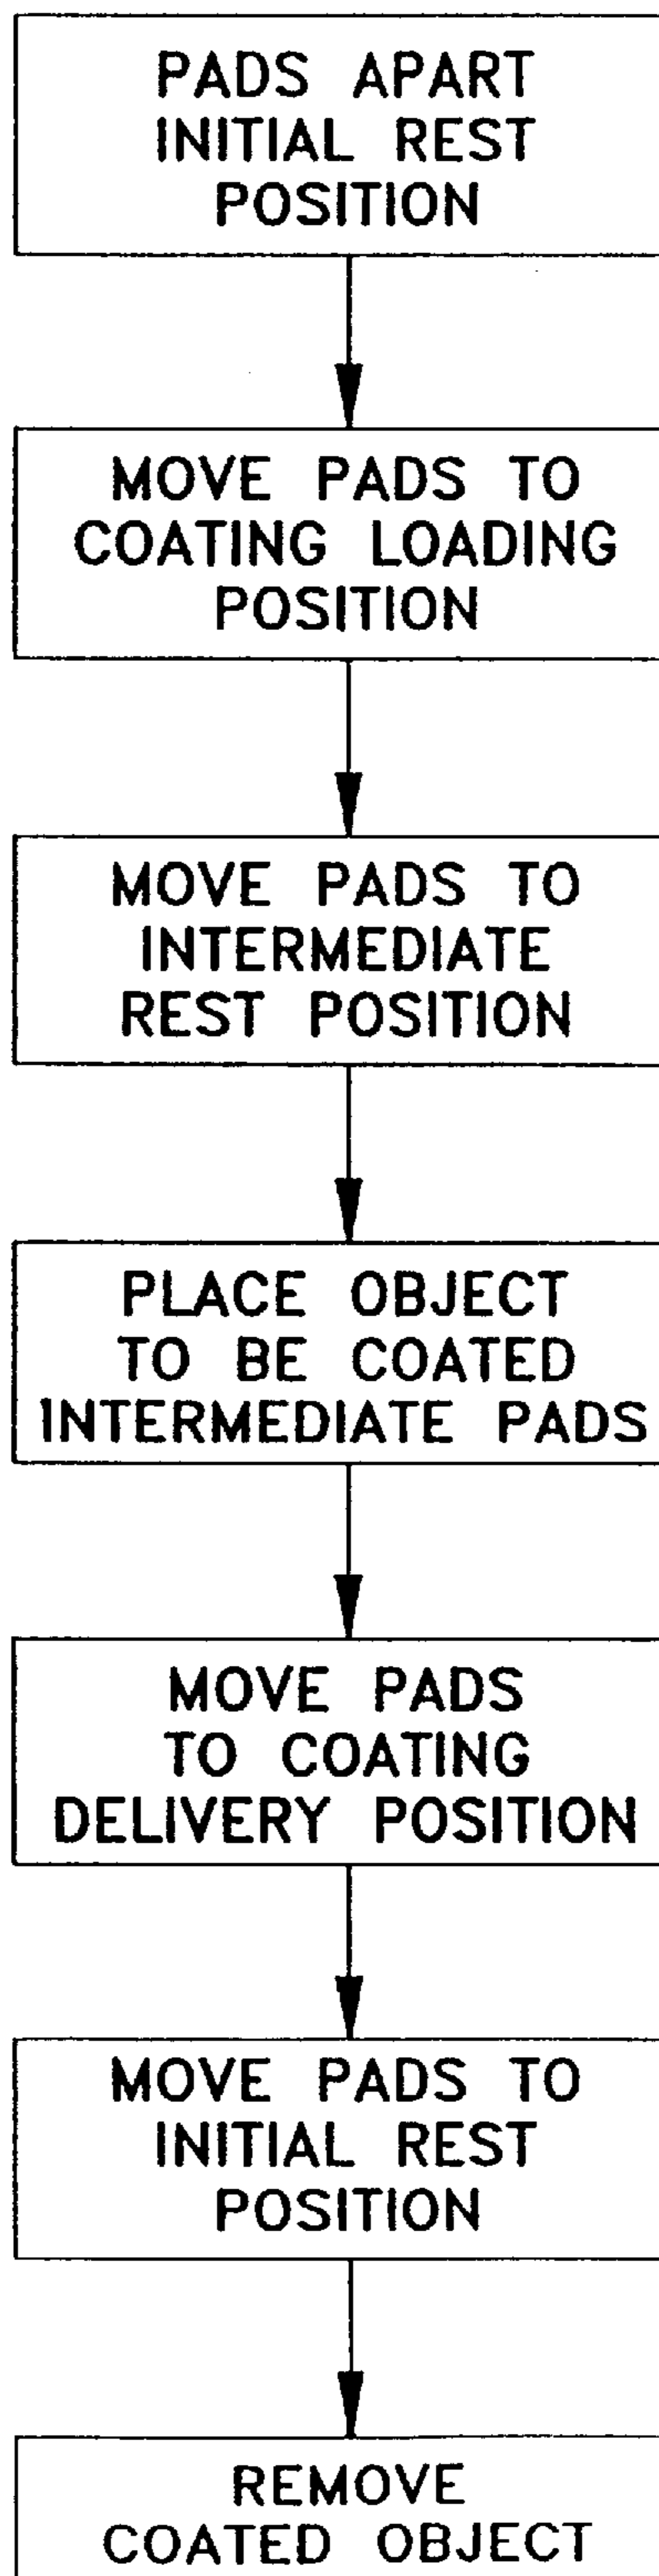 PADS APART
INITIAL REST
POSITION
MOVE PADS TO
COATING LOADING
POSITION
MOVE PADS TO
INTERMEDIATE
REST POSITION
PLACE OBJECT
TO BE COATED
INTERMEDIATE PADS
MOVE PADS
TO COATING
DELIVERY POSITION
MOVE PADS TO
INITIAL REST
POSITION
REMOVE
COATED OBJECT